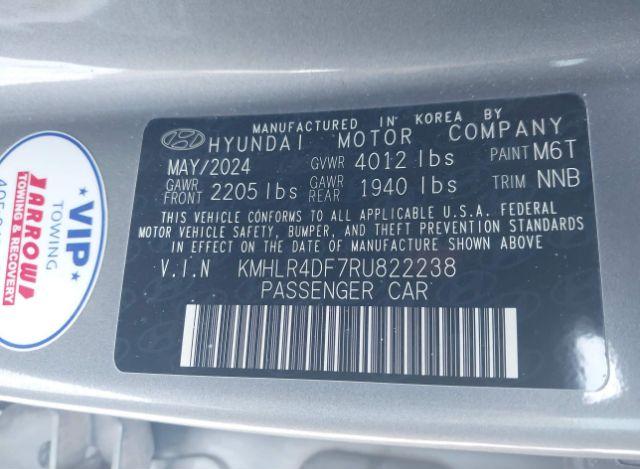 MANUFACTURED IN KOREA BY
HYUNDAI MOTOR COMPANY
MAY/2024 GVWR 4012 lbs PAINT M6T
GAWR FRONT 2205 lbs GAWR REAR 1940 lbs TRIM NNB
THIS VEHICLE CONFORMS TO ALL APPLICABLE U.S.A. FEDERAL
MOTOR VEHICLE SAFETY, BUMPER, AND THEFT PREVENTION STANDARDS
IN EFFECT ON THE DATE OF MANUFACTURE SHOWN ABOVE
V.I.N KMHLR4DF7RU822238
PASSENGER CAR
VIP
TOWING
ARROW
TOWING & RECOVERY